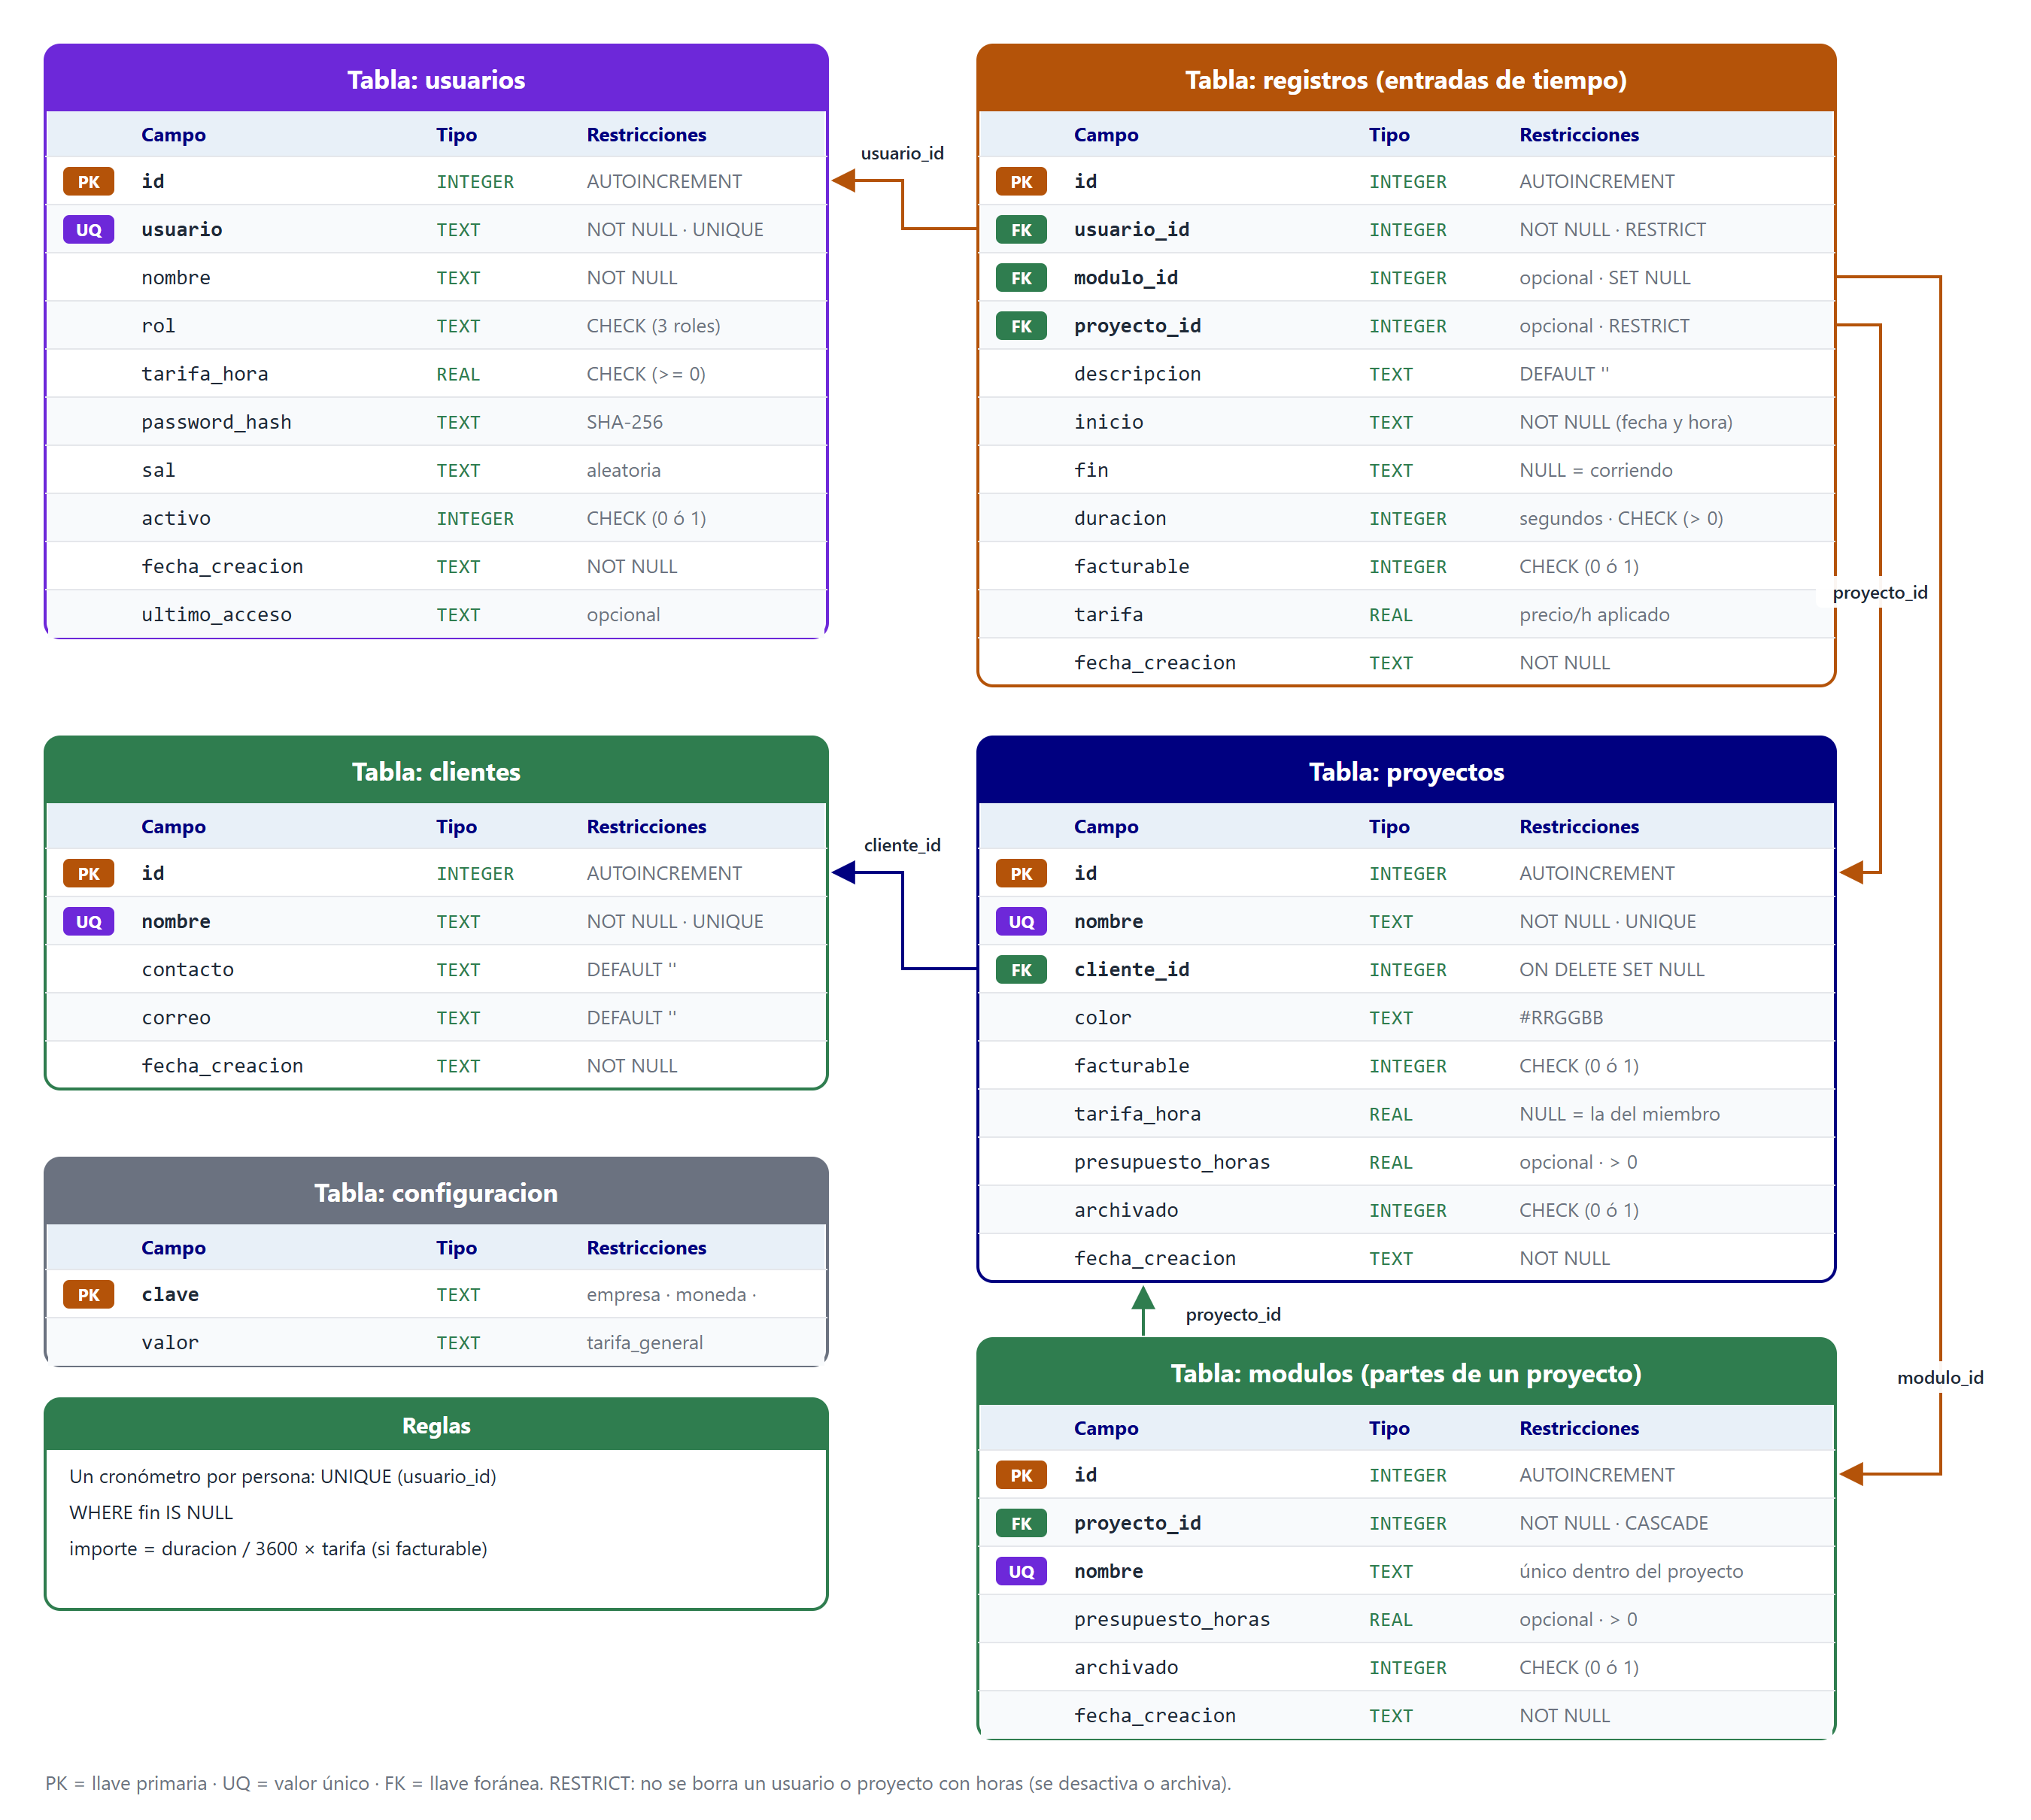 Tabla: usuarios
Campo Tipo Restricciones
PK id INTEGER AUTOINCREMENT
UQ usuario TEXT NOT NULL · UNIQUE
nombre TEXT NOT NULL
rol TEXT CHECK (3 roles)
tarifa_hora REAL CHECK (>= 0)
password_hash TEXT SHA-256
sal TEXT aleatoria
activo INTEGER CHECK (0 ó 1)
fecha_creacion TEXT NOT NULL
ultimo_acceso TEXT opcional
usuario_id
Tabla: registros (entradas de tiempo)
Campo Tipo Restricciones
PK id INTEGER AUTOINCREMENT
FK usuario_id INTEGER NOT NULL · RESTRICT
FK modulo_id INTEGER opcional · SET NULL
FK proyecto_id INTEGER opcional · RESTRICT
descripcion TEXT DEFAULT ''
inicio TEXT NOT NULL (fecha y hora)
fin TEXT NULL = corriendo
duracion INTEGER segundos · CHECK (> 0)
facturable INTEGER CHECK (0 ó 1)
tarifa REAL precio/h aplicado
fecha_creacion TEXT NOT NULL
proyecto_id
Tabla: clientes
Campo Tipo Restricciones
PK id INTEGER AUTOINCREMENT
UQ nombre TEXT NOT NULL · UNIQUE
contacto TEXT DEFAULT ''
correo TEXT DEFAULT ''
fecha_creacion TEXT NOT NULL
cliente_id
Tabla: proyectos
Campo Tipo Restricciones
PK id INTEGER AUTOINCREMENT
UQ nombre TEXT NOT NULL · UNIQUE
FK cliente_id INTEGER ON DELETE SET NULL
color TEXT #RRGGBB
facturable INTEGER CHECK (0 ó 1)
tarifa_hora REAL NULL = la del miembro
presupuesto_horas REAL opcional · > 0
archivado INTEGER CHECK (0 ó 1)
fecha_creacion TEXT NOT NULL
Tabla: configuracion
Campo Tipo Restricciones
PK clave TEXT empresa · moneda ·
valor TEXT tarifa_general
proyecto_id
modulo_id
Tabla: modulos (partes de un proyecto)
Campo Tipo Restricciones
PK id INTEGER AUTOINCREMENT
FK proyecto_id INTEGER NOT NULL · CASCADE
UQ nombre TEXT único dentro del proyecto
presupuesto_horas REAL opcional · > 0
archivado INTEGER CHECK (0 ó 1)
fecha_creacion TEXT NOT NULL
Reglas
Un cronómetro por persona: UNIQUE (usuario_id)
WHERE fin IS NULL
importe = duracion / 3600 × tarifa (si facturable)
PK = llave primaria · UQ = valor único · FK = llave foránea. RESTRICT: no se borra un usuario o proyecto con horas (se desactiva o archiva).